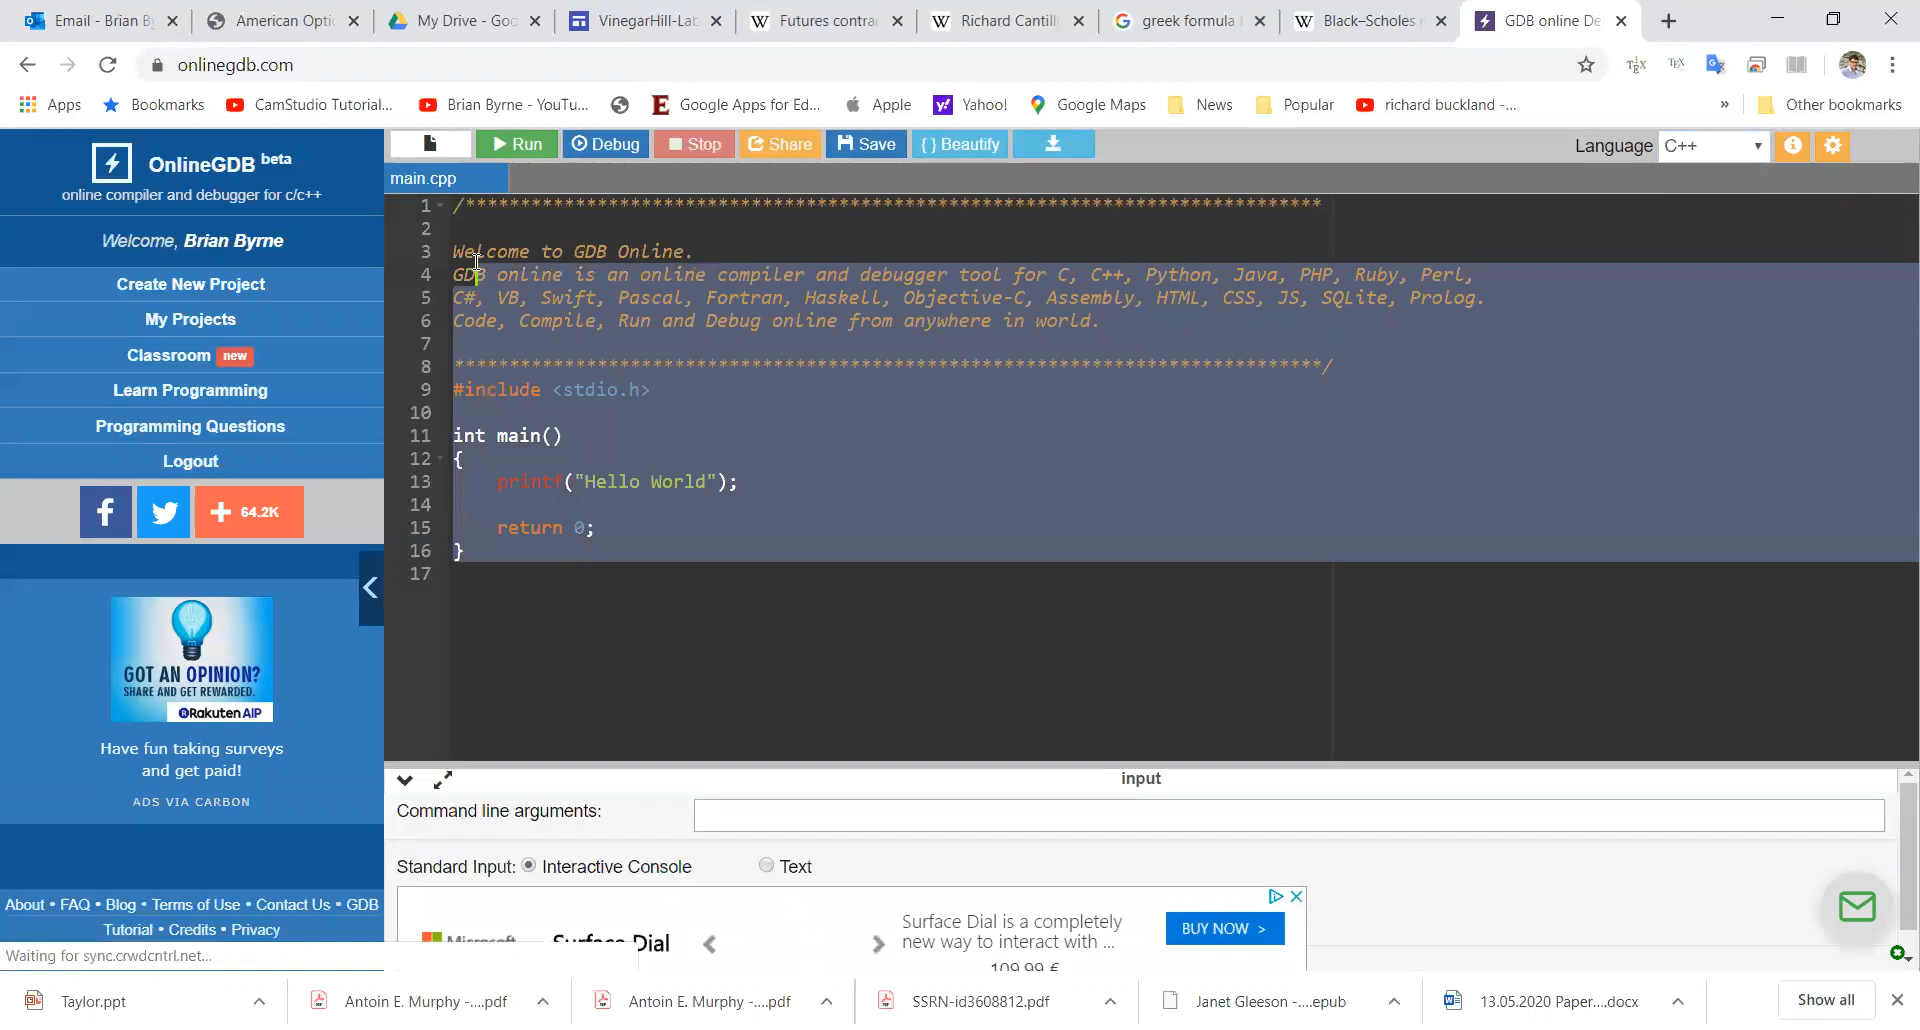 Email - Brian By
American Optio
My Drive - Goo
VinegarHill-Lab
Futures contrac
Richard Cantill
greek formula
Black–Scholes
GDB online De
onlinegdb.com
Apps
Bookmarks
CamStudio Tutorial...
Brian Byrne - YouTu...
Google Apps for Ed...
Apple
Yahoo!
Google Maps
News
Popular
richard buckland -...
»
Other bookmarks
OnlineGDB beta
online compiler and debugger for c/c++
Welcome, Brian Byrne
Create New Project
My Projects
Classroom new
Learn Programming
Programming Questions
Logout
64.2K
GOT AN OPINION?
SHARE AND GET REWARDED.
Rakuten AIP
Have fun taking surveys
and get paid!
ADS VIA CARBON
About • FAQ • Blog • Terms of Use • Contact Us • GDB
Tutorial • Credits • Privacy
Waiting for sync.crwdcntrl.net...
Run
Debug
Stop
Share
Save
{ } Beautify
Language C++
main.cpp
1 /******************************************************************************
2
3 Welcome to GDB Online.
4 GDB online is an online compiler and debugger tool for C, C++, Python, Java, PHP, Ruby, Perl,
5 C#, VB, Swift, Pascal, Fortran, Haskell, Objective-C, Assembly, HTML, CSS, JS, SQLite, Prolog.
6 Code, Compile, Run and Debug online from anywhere in world.
7
8 *******************************************************************************/
9 #include <stdio.h>
10
11 int main()
12 {
13 printf("Hello World");
14
15 return 0;
16 }
17
input
Command line arguments:
Standard Input: Interactive Console Text
Microsoft
Surface Dial
Surface Dial is a completely
new way to interact with ...
109,99 €
BUY NOW >
Taylor.ppt
Antoin E. Murphy -....pdf
Antoin E. Murphy -....pdf
SSRN-id3608812.pdf
Janet Gleeson -....epub
13.05.2020 Paper....docx
Show all